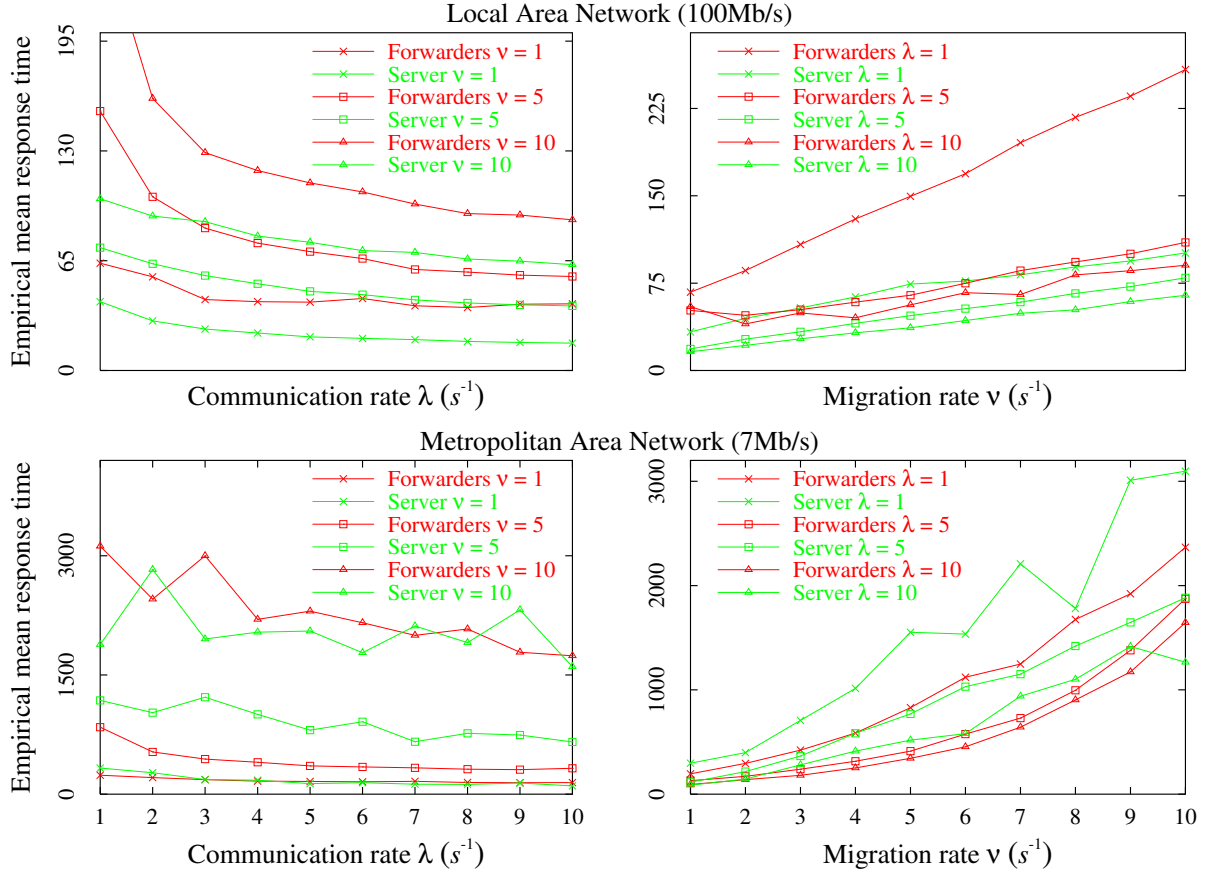 Local Area Network (100Mb/s)
Empirical mean response time
195
130
65
0
Forwarders ν = 1
Server ν = 1
Forwarders ν = 5
Server ν = 5
Forwarders ν = 10
Server ν = 10
Communication rate λ (s⁻¹)
225
150
75
0
Forwarders λ = 1
Server λ = 1
Forwarders λ = 5
Server λ = 5
Forwarders λ = 10
Server λ = 10
Migration rate ν (s⁻¹)
Metropolitan Area Network (7Mb/s)
Empirical mean response time
3000
1500
0
Forwarders ν = 1
Server ν = 1
Forwarders ν = 5
Server ν = 5
Forwarders ν = 10
Server ν = 10
1 2 3 4 5 6 7 8 9 10
Communication rate λ (s⁻¹)
3000
2000
1000
0
Forwarders λ = 1
Server λ = 1
Forwarders λ = 5
Server λ = 5
Forwarders λ = 10
Server λ = 10
1 2 3 4 5 6 7 8 9 10
Migration rate ν (s⁻¹)